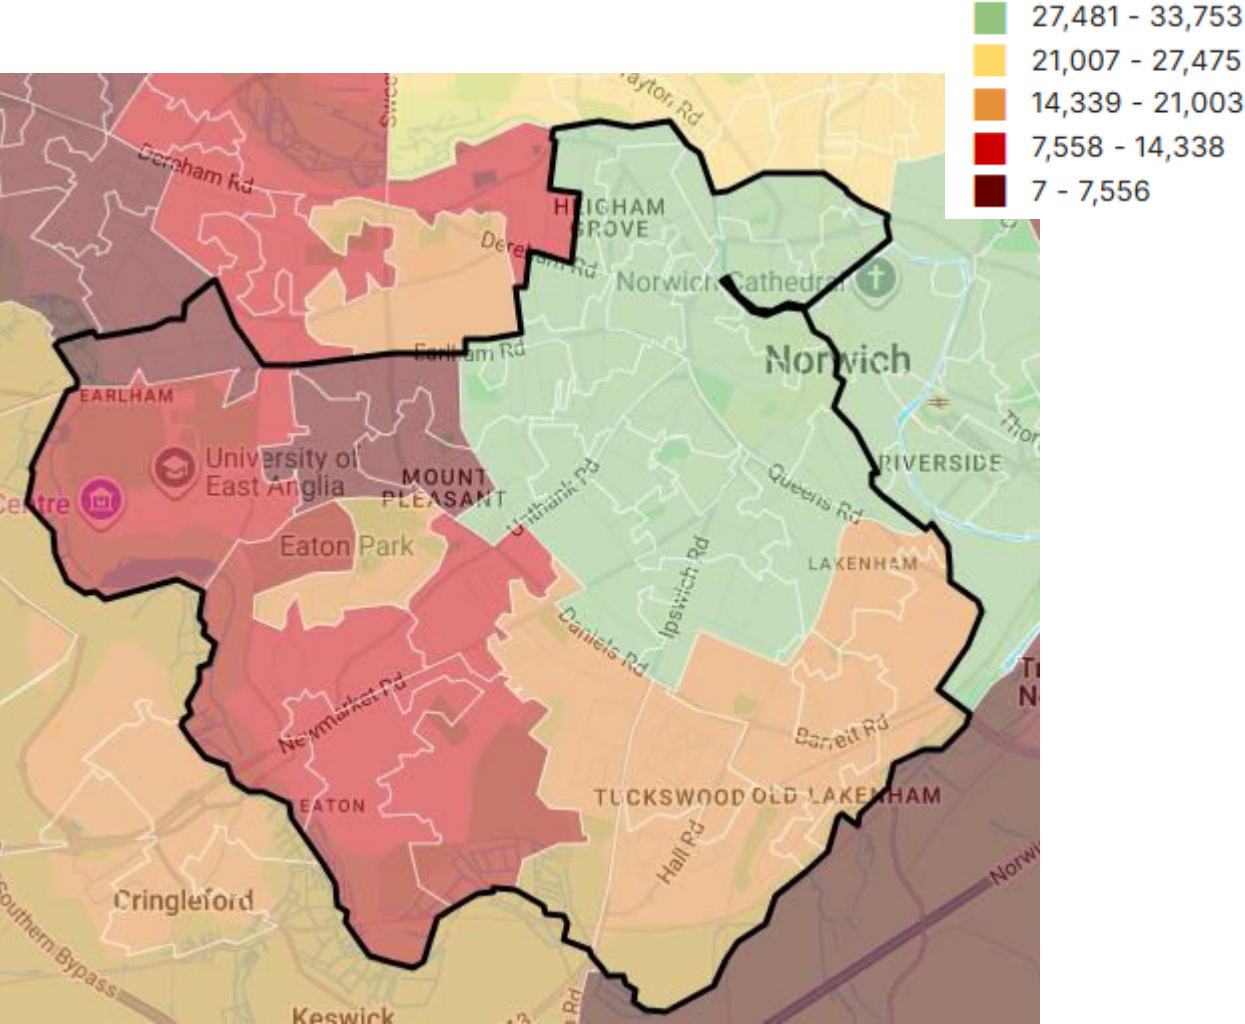 27,481 - 33,753
21,007 - 27,475
14,339 - 21,003
7,558 - 14,338
7 - 7,556
Rd
Dereham Rd
HEIGHAM
GROVE
Dereham Rd
Norwich Cathedral
Earlham Rd
Norwich
EARLHAM
University of
East Anglia
MOUNT
PLEASANT
RIVERSIDE
Centre
Unthank Rd
Queens Rd
Eaton Park
LAKENHAM
Ipswich Rd
Daniels Rd
Newmarket Rd
Barrett Rd
EATON
TUCKSWOOD
OLD LAKENHAM
Hall Rd
Cringleford
Southern Bypass
Keswick
Rd